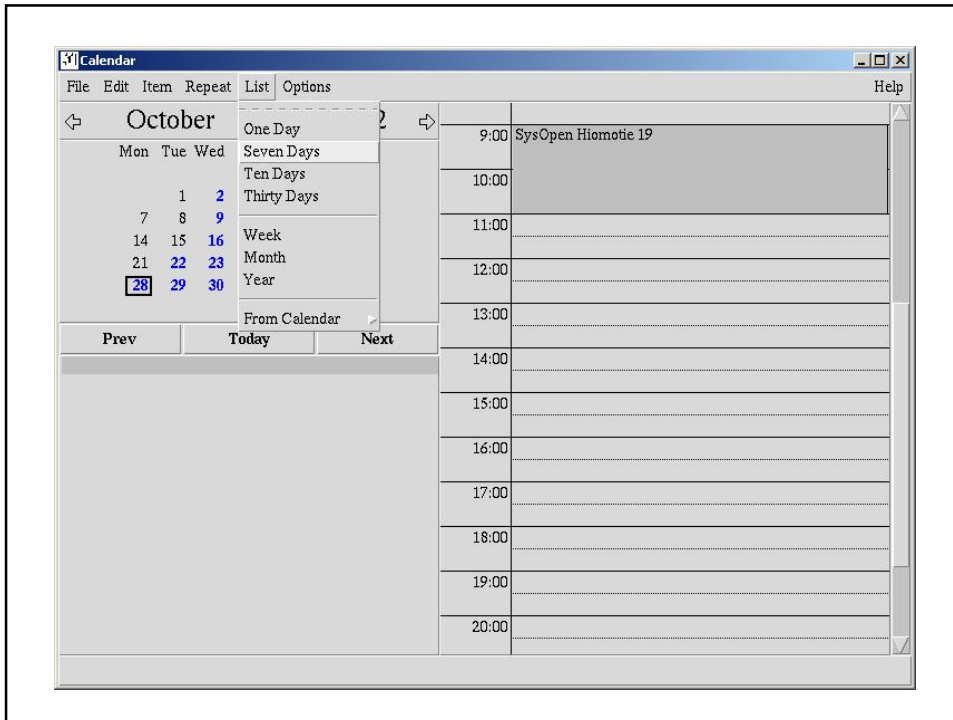 Calendar
File Edit Item Repeat List Options Help
October 2
One Day
Seven Days
Ten Days
Thirty Days
Week
Month
Year
From Calendar
Mon Tue Wed
1 2
7 8 9
14 15 16
21 22 23
28 29 30
Prev Today Next
9:00 SysOpen Hiomotie 19
10:00
11:00
12:00
13:00
14:00
15:00
16:00
17:00
18:00
19:00
20:00